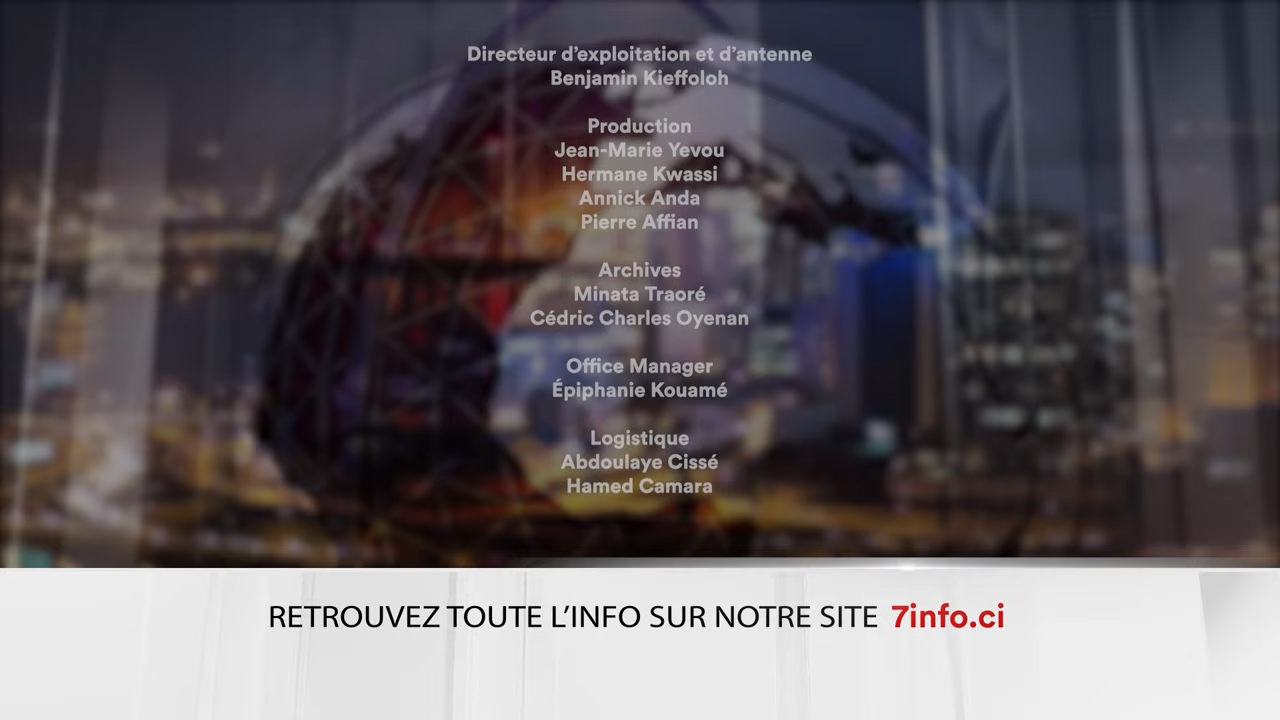 Directeur d’exploitation et d’antenne
Benjamin Kieffoloh
Production
Jean-Marie Yevou
Hermane Kwassi
Annick Anda
Pierre Affian
Archives
Minata Traoré
Cédric Charles Oyenan
Office Manager
Épiphanie Kouamé
Logistique
Abdoulaye Cissé
Hamed Camara
RETROUVEZ TOUTE L’INFO SUR NOTRE SITE 7info.ci